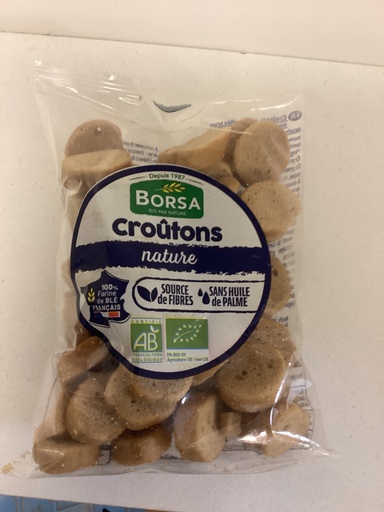 Depuis 1987
BORSA
BIO PAR NATURE
Croûtons
nature
100%
Farine
de BLÉ
FRANÇAIS
SOURCE
de FIBRES
SANS HUILE
de PALME
CERTIFIÉ
AB
AGRICULTURE
BIOLOGIQUE
FR-BIO-01
Agriculture UE / non UE